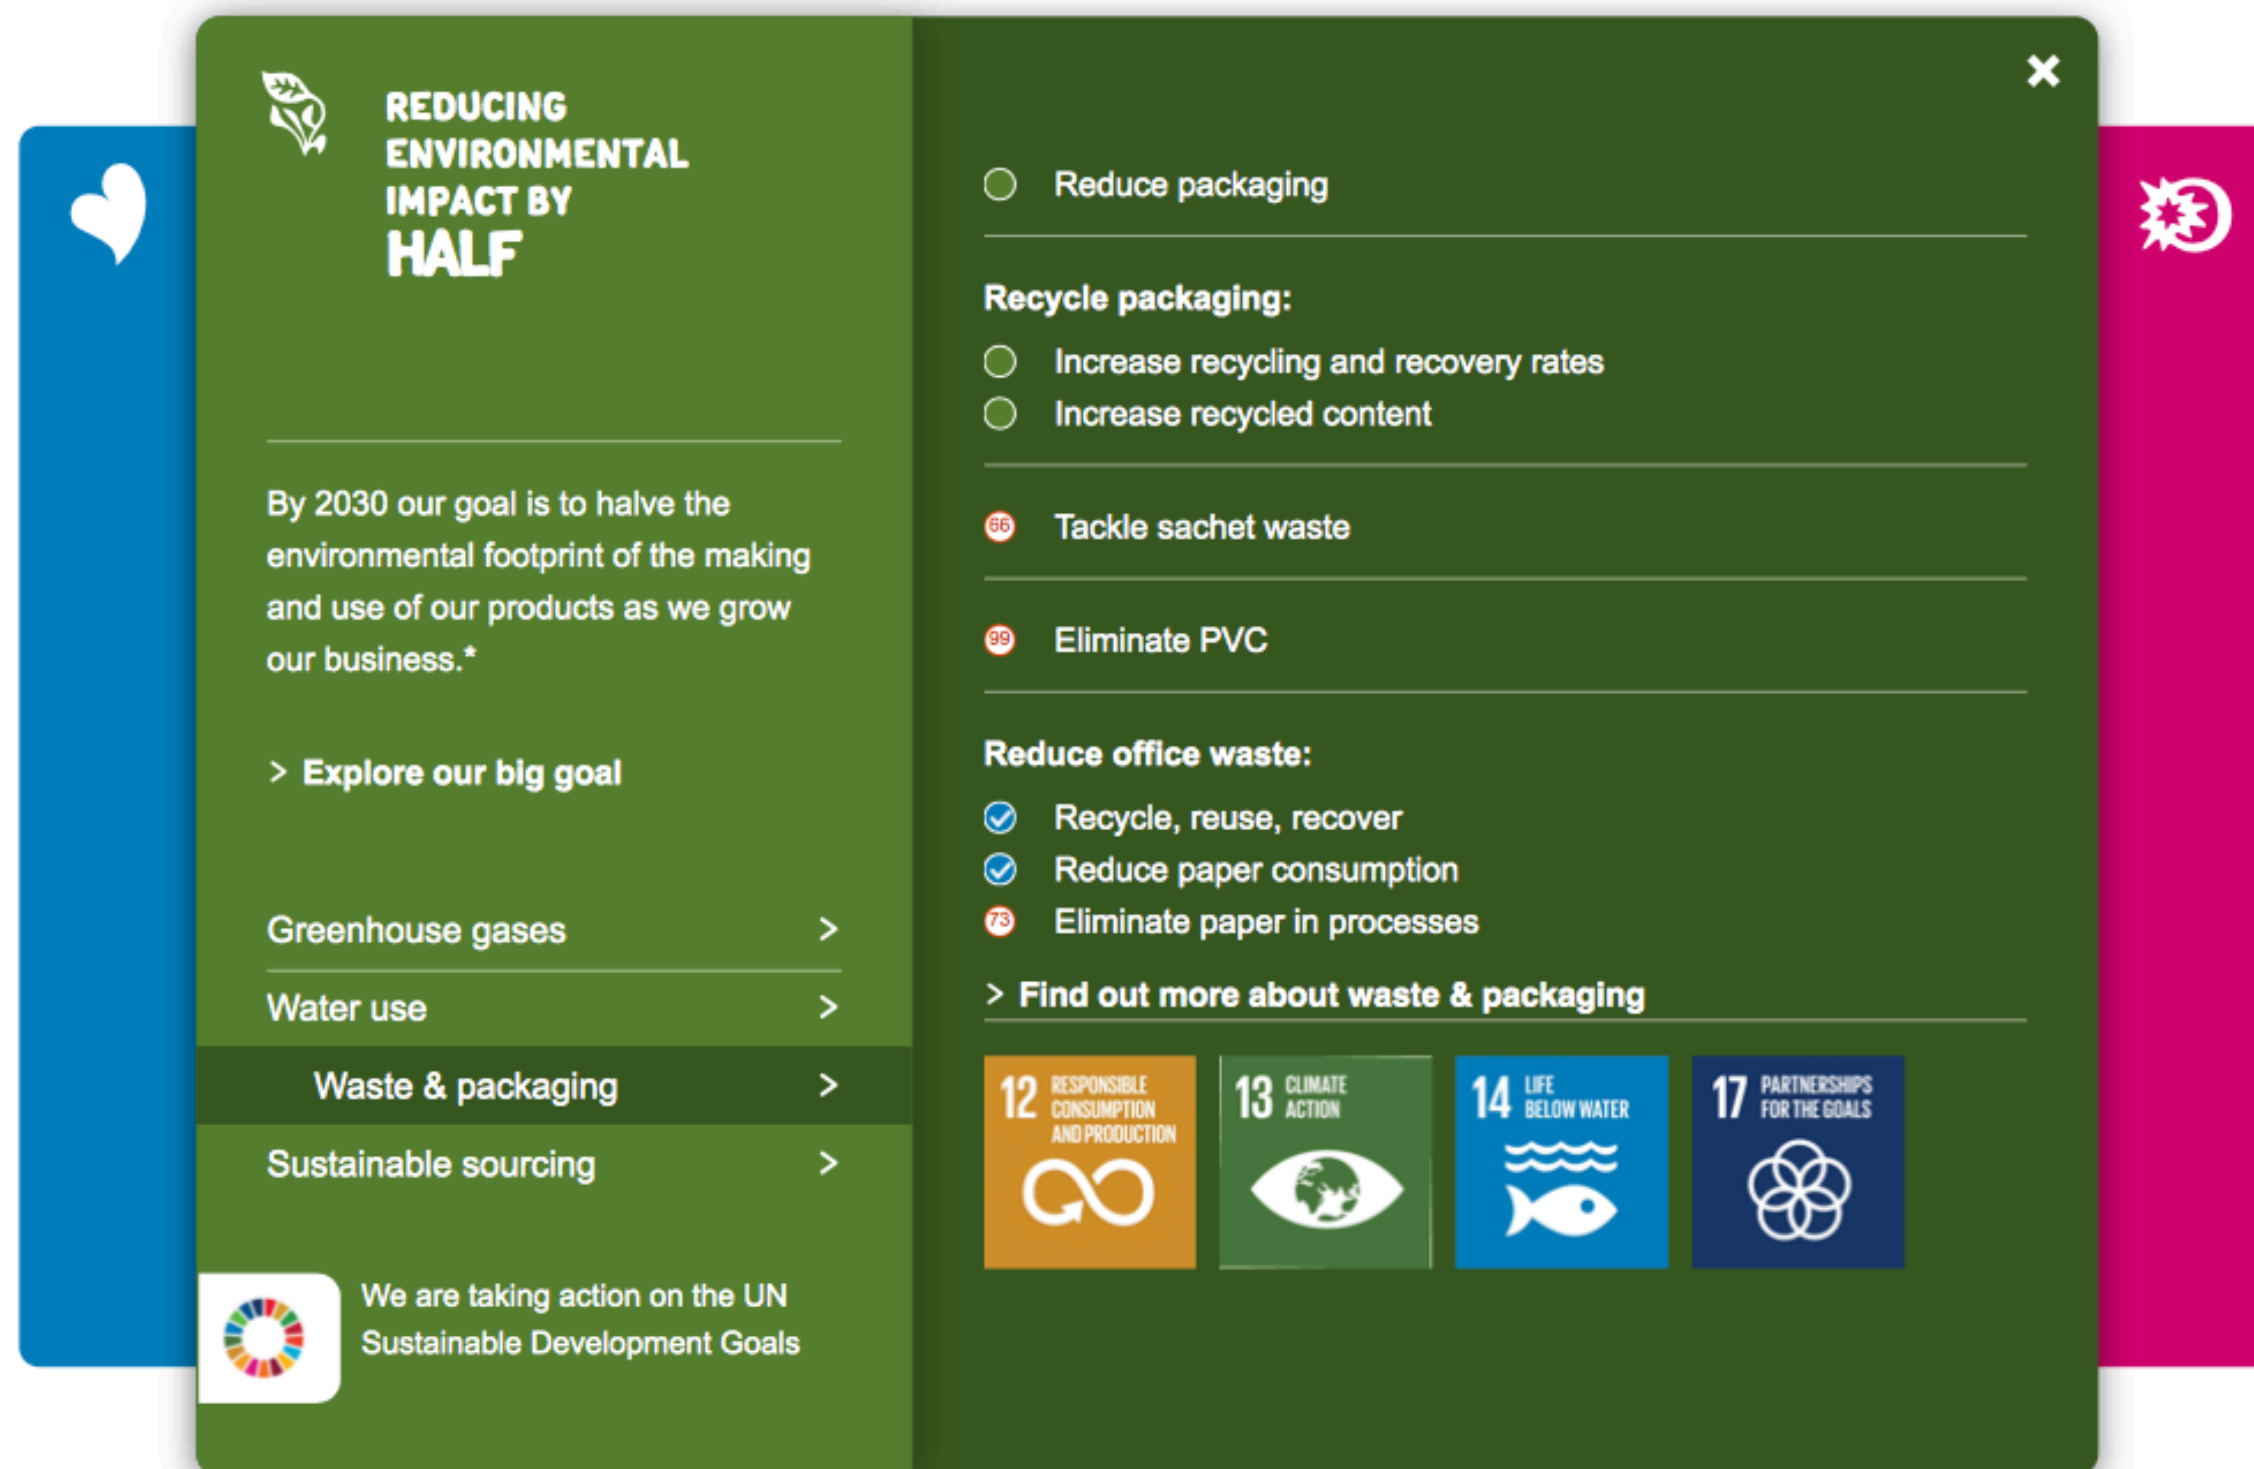 REDUCING
ENVIRONMENTAL
IMPACT BY
HALF
By 2030 our goal is to halve the
environmental footprint of the making
and use of our products as we grow
our business.*
> Explore our big goal
Greenhouse gases >
Water use >
Waste & packaging >
Sustainable sourcing >
We are taking action on the UN
Sustainable Development Goals
Reduce packaging
Recycle packaging:
Increase recycling and recovery rates
Increase recycled content
66 Tackle sachet waste
99 Eliminate PVC
Reduce office waste:
Recycle, reuse, recover
Reduce paper consumption
73 Eliminate paper in processes
> Find out more about waste & packaging
12 RESPONSIBLE
CONSUMPTION
AND PRODUCTION
13 CLIMATE
ACTION
14 LIFE
BELOW WATER
17 PARTNERSHIPS
FOR THE GOALS